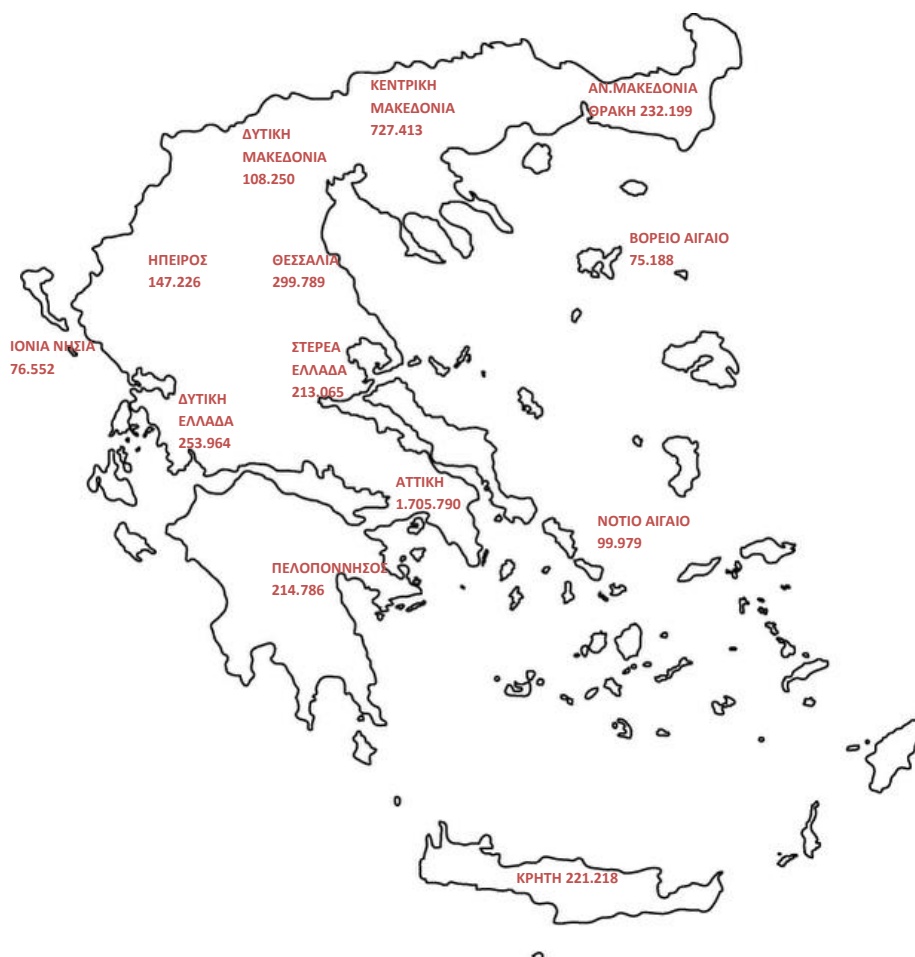 ΚΕΝΤΡΙΚΗ
ΜΑΚΕΔΟΝΙΑ
727.413
ΑΝ.ΜΑΚΕΔΟΝΙΑ
ΘΡΑΚΗ 232.199
ΔΥΤΙΚΗ
ΜΑΚΕΔΟΝΙΑ
108.250
ΗΠΕΙΡΟΣ
147.226
ΘΕΣΣΑΛΙΑ
299.789
ΒΟΡΕΙΟ ΑΙΓΑΙΟ
75.188
ΙΟΝΙΑ ΝΗΣΙΑ
76.552
ΣΤΕΡΕΑ
ΕΛΛΑΔΑ
213.065
ΔΥΤΙΚΗ
ΕΛΛΑΔΑ
253.964
ΑΤΤΙΚΗ
1.705.790
ΝΟΤΙΟ ΑΙΓΑΙΟ
99.979
ΠΕΛΟΠΟΝΝΗΣΟΣ
214.786
ΚΡΗΤΗ 221.218